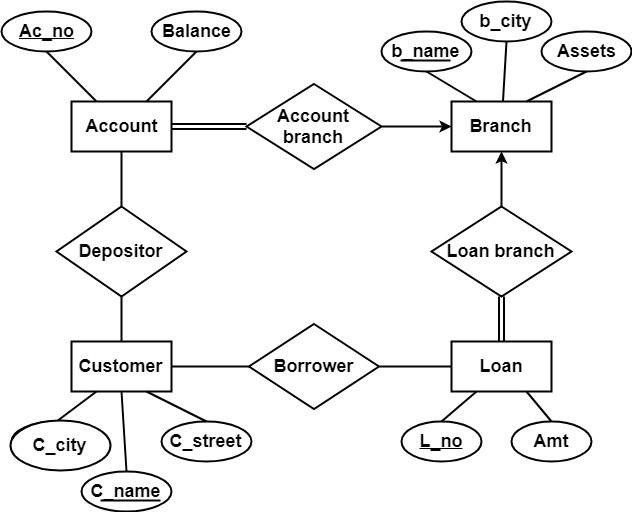 Ac_no
Balance
b_name
b_city
Assets
Account
Account
branch
Branch
Depositor
Loan branch
Customer
Borrower
Loan
C_city
C_name
C_street
L_no
Amt